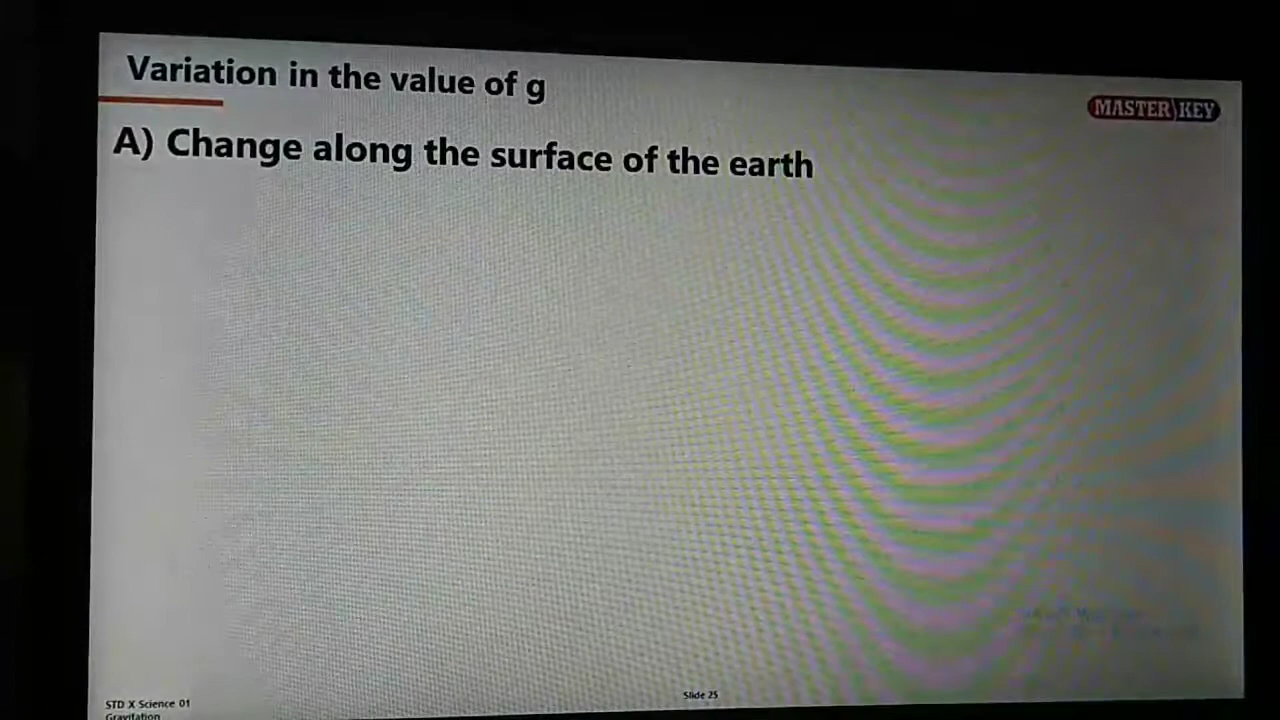 Variation in the value of g
MASTER KEY
A) Change along the surface of the earth
Slide 25
STD X Science 01
Gravitation